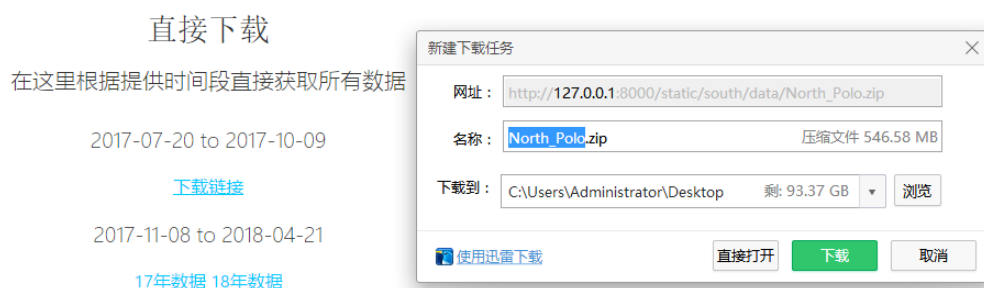 直接下载
在这里根据提供时间段直接获取所有数据
2017-07-20 to 2017-10-09
下载链接
2017-11-08 to 2018-04-21
17年数据 18年数据
新建下载任务
网址： http://127.0.0.1:8000/static/south/data/North_Polo.zip
名称： North_Polo.zip 压缩文件 546.58 MB
下载到： C:\Users\Administrator\Desktop 剩: 93.37 GB 浏览
使用迅雷下载 直接打开 下载 取消